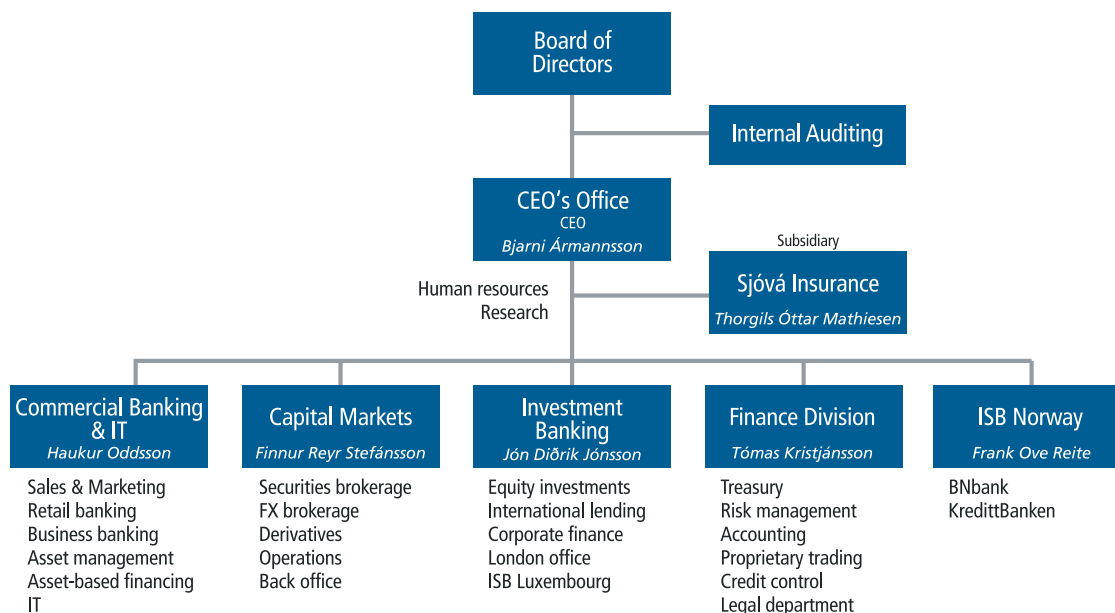 Board of
Directors
Internal Auditing
CEO's Office
CEO
Bjarni Ármannsson
Subsidiary
Sjóvá Insurance
Thorgils Óttar Mathiesen
Human resources
Research
Commercial Banking
& IT
Haukur Oddsson
Sales & Marketing
Retail banking
Business banking
Asset management
Asset-based financing
IT
Capital Markets
Finnur Reyr Stefánsson
Securities brokerage
FX brokerage
Derivatives
Operations
Back office
Investment
Banking
Jón Diðrik Jónsson
Equity investments
International lending
Corporate finance
London office
ISB Luxembourg
Finance Division
Tómas Kristjánsson
Treasury
Risk management
Accounting
Proprietary trading
Credit control
Legal department
ISB Norway
Frank Ove Reite
BNbank
KredittBanken